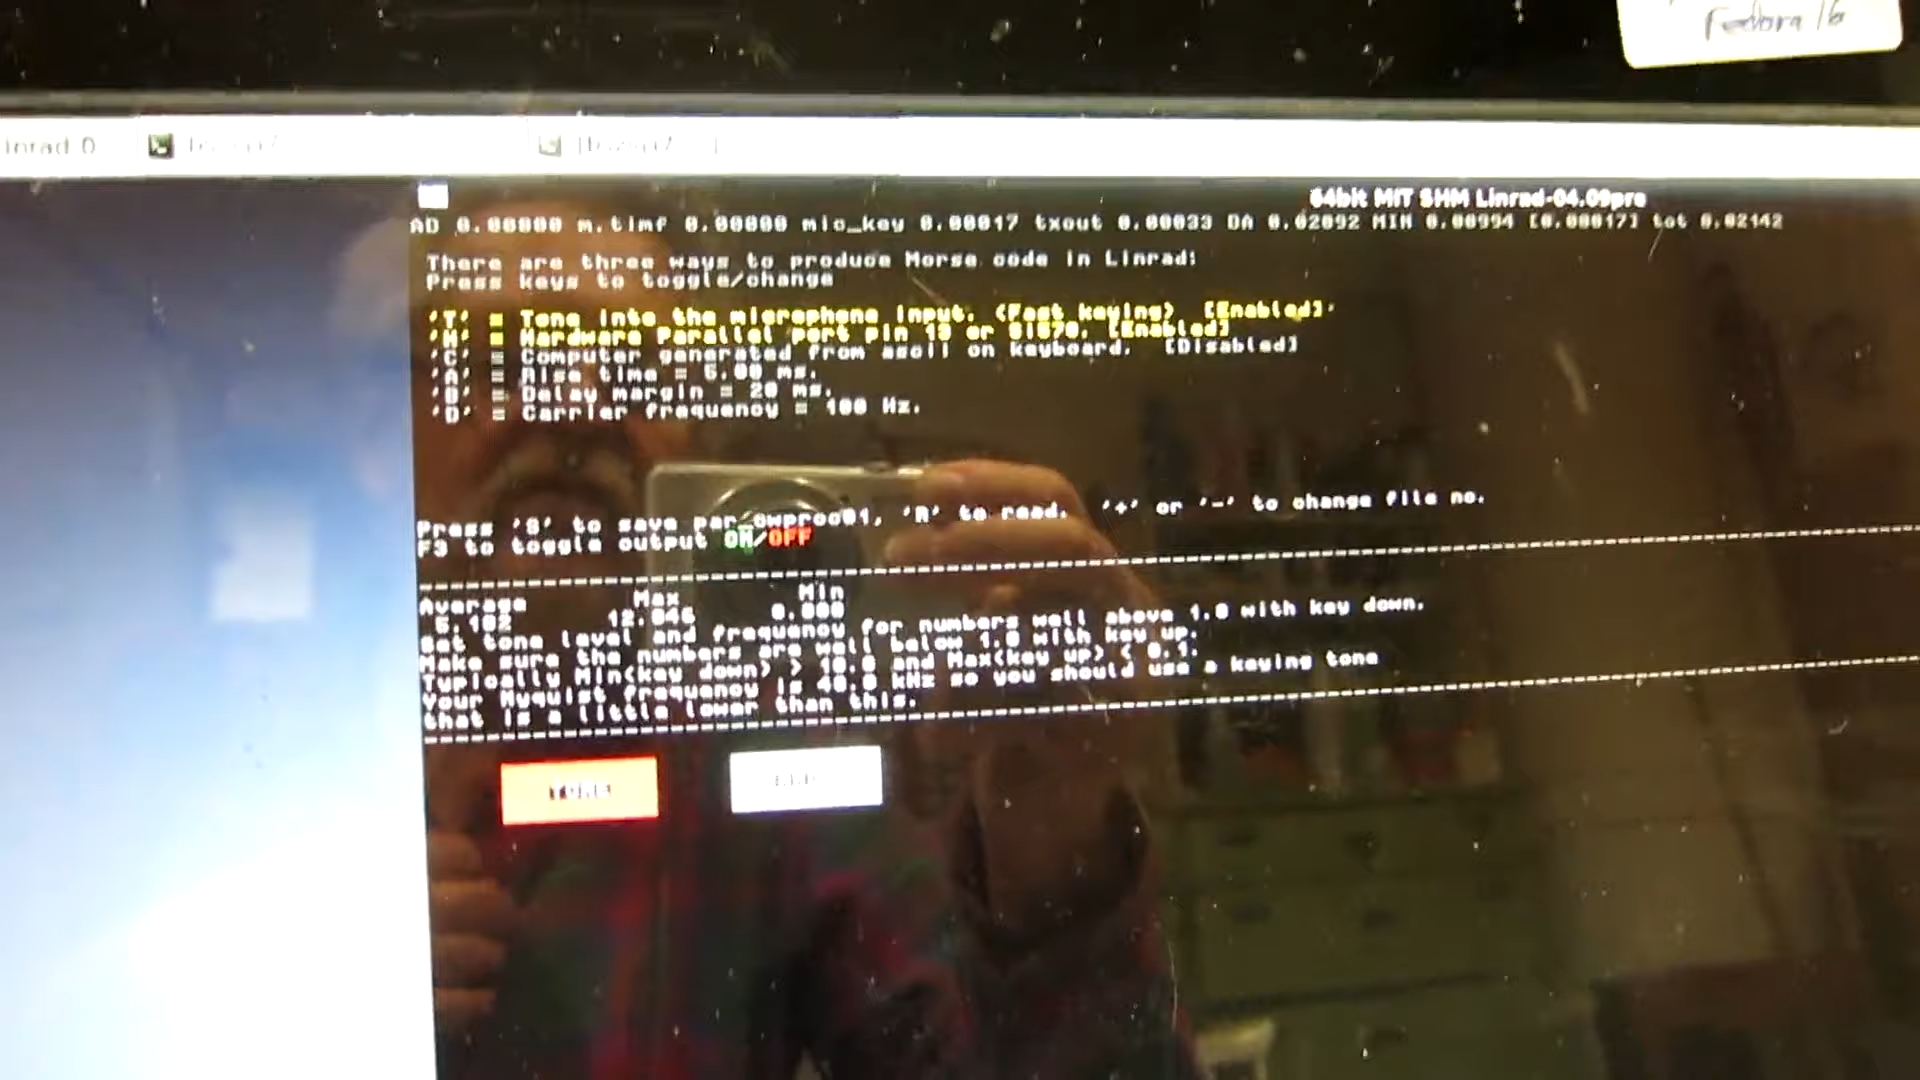 Fedora 16
inrad 0
64bit MIT SHM Linrad-04.09pre
AD 0.00000 m.timf 0.00000 mic_key 0.00017 txout 0.00033 DA 0.02092 MIN 0.00994 [0.00017] tot 0.02142
There are three ways to produce Morse code in Linrad:
Press keys to toggle/change
'T' = Tone into the microphone input. (Fast keying) [Enabled]
'H' = Hardware Parallel port pin 13 or Si570. [Enabled]
'C' = Computer generated from ascii on keyboard. [Disabled]
'A' = Rise time = 5.00 ms.
'B' = Delay margin = 20 ms.
'D' = Carrier frequency = 100 Hz.
Press 'S' to save par_cwproc01, 'R' to read. '+' or '-' to change file no.
F3 to toggle output ON/OFF
Average Max Min
5.102 12.645 0.000
Set tone level and frequency for numbers well above 1.0 with key down.
Make sure the numbers are well below 1.0 with key up.
Typically Min(key down) > 10.0 and Max(key up) < 0.1.
Your Nyquist frequency is 48.0 kHz so you should use a keying tone
that is a little lower than this.